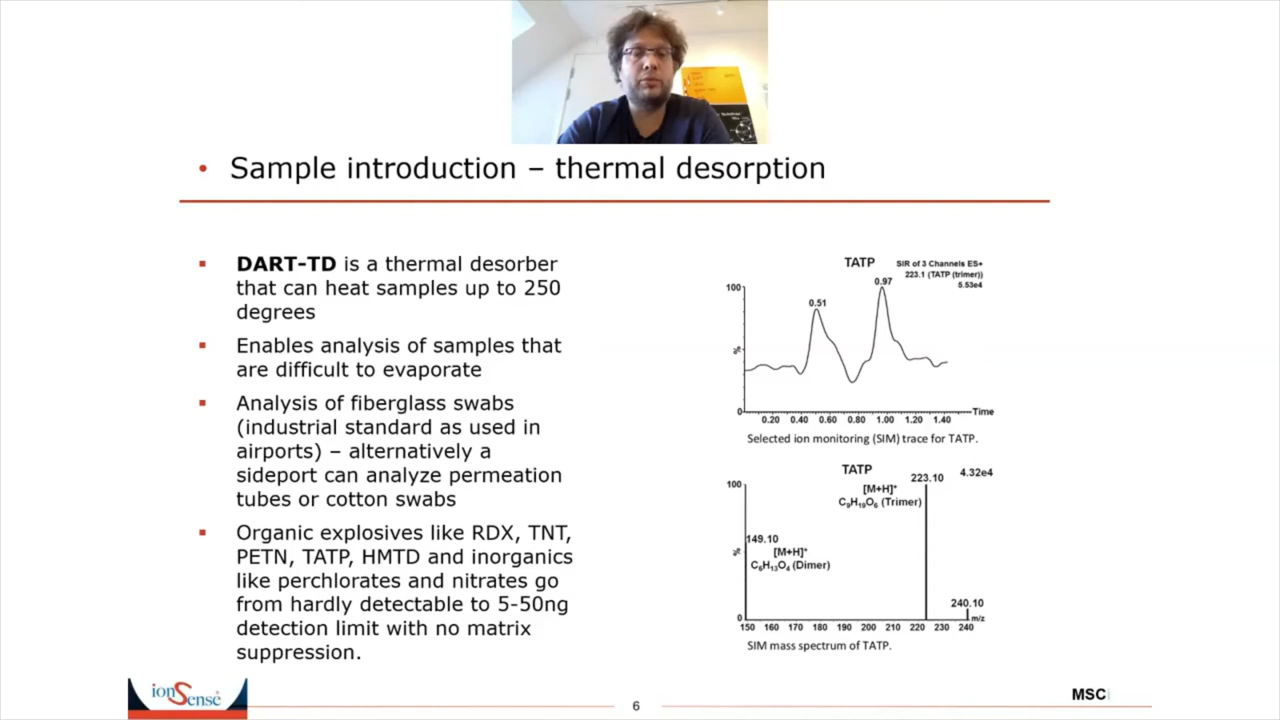 • Sample introduction – thermal desorption
▪ DART-TD is a thermal desorber
that can heat samples up to 250
degrees
▪ Enables analysis of samples that
are difficult to evaporate
▪ Analysis of fiberglass swabs
(industrial standard as used in
airports) – alternatively a
sideport can analyze permeation
tubes or cotton swabs
▪ Organic explosives like RDX, TNT,
PETN, TATP, HMTD and inorganics
like perchlorates and nitrates go
from hardly detectable to 5-50ng
detection limit with no matrix
suppression.
TATP
SIR of 3 Channels ES+
223.1 (TATP (trimer))
5.53e4
0.97
0.51
100
%
0
0.20 0.40 0.60 0.80 1.00 1.20 1.40
Time
Selected ion monitoring (SIM) trace for TATP.
TATP
4.32e4
223.10
100
[M+H]⁺
C₉H₁₉O₆ (Trimer)
149.10
%
[M+H]⁺
C₆H₁₃O₄ (Dimer)
240.10
0
m/z
150 160 170 180 190 200 210 220 230 240
SIM mass spectrum of TATP.
ionSense
6
MSC